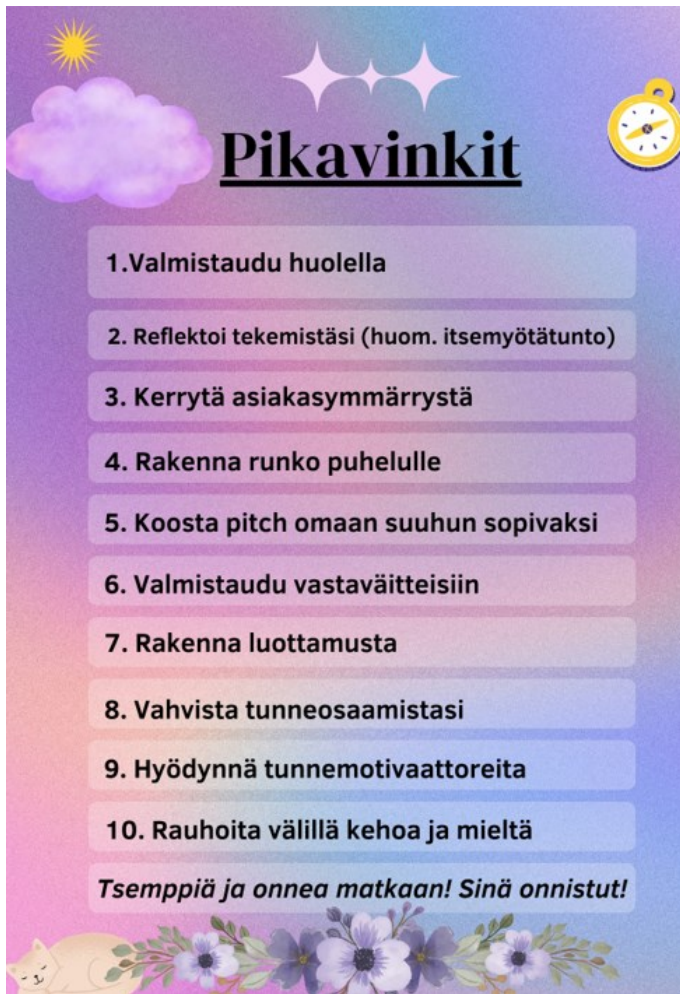 Pikavinkit
1.Valmistaudu huolella
2. Reflektoi tekemistäsi (huom. itsemyötätunto)
3. Kerrytä asiakasymmärrystä
4. Rakenna runko puhelulle
5. Koosta pitch omaan suuhun sopivaksi
6. Valmistaudu vastaväitteisiin
7. Rakenna luottamusta
8. Vahvista tunneosaamistasi
9. Hyödynnä tunnemotivaattoreita
10. Rauhoita välillä kehoa ja mieltä
Tsemppiä ja onnea matkaan! Sinä onnistut!